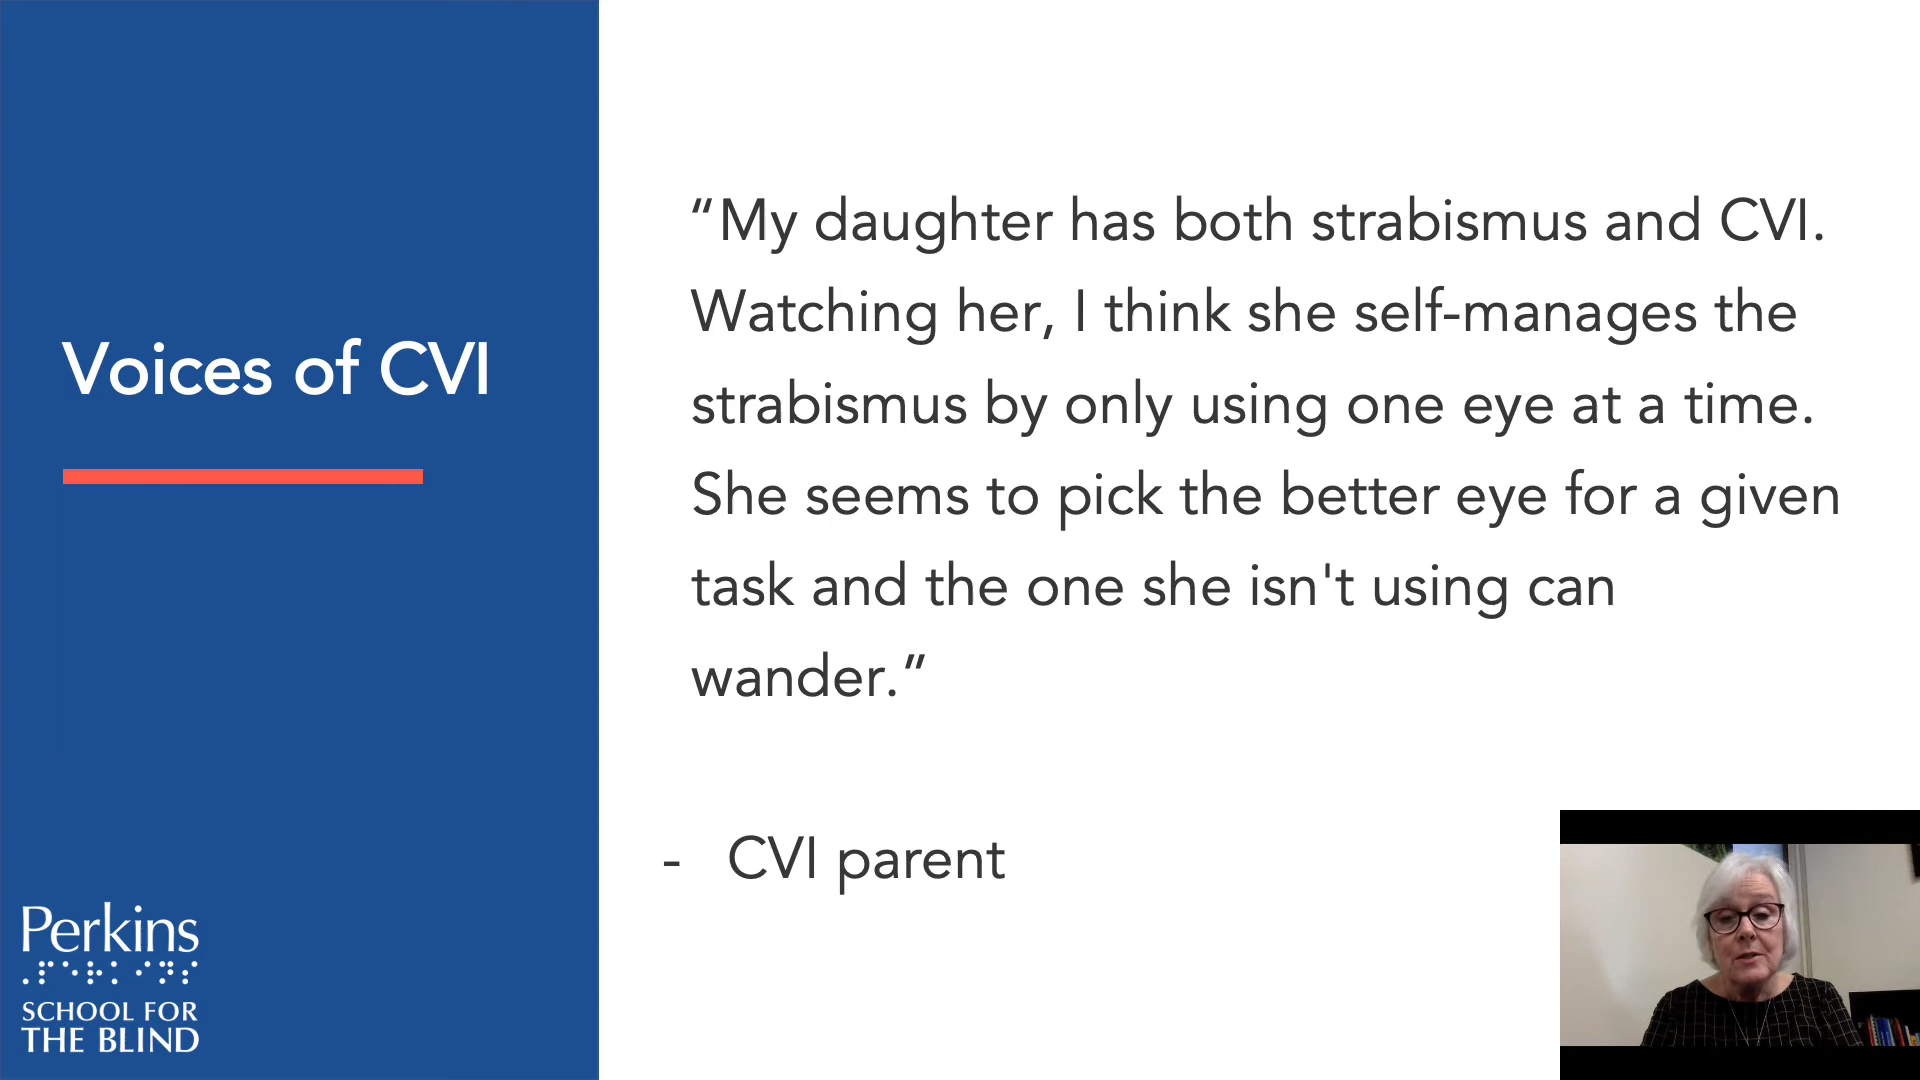 Voices of CVI
“My daughter has both strabismus and CVI.
Watching her, I think she self-manages the
strabismus by only using one eye at a time.
She seems to pick the better eye for a given
task and the one she isn't using can
wander.”
- CVI parent
Perkins
⠠⠏⠑⠗⠅⠊⠝⠎
SCHOOL FOR
THE BLIND